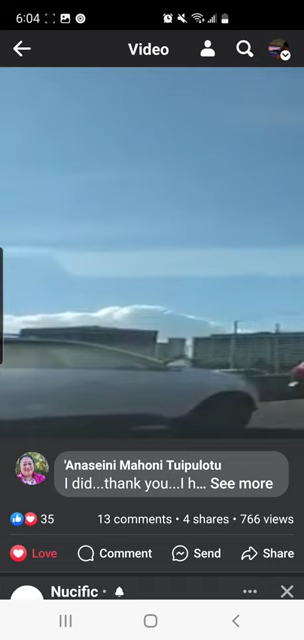 6:04
Video
'Anaseini Mahoni Tuipulotu
I did...thank you...I h... See more
35
13 comments • 4 shares • 766 views
Love
Comment
Send
Share
Nucific •